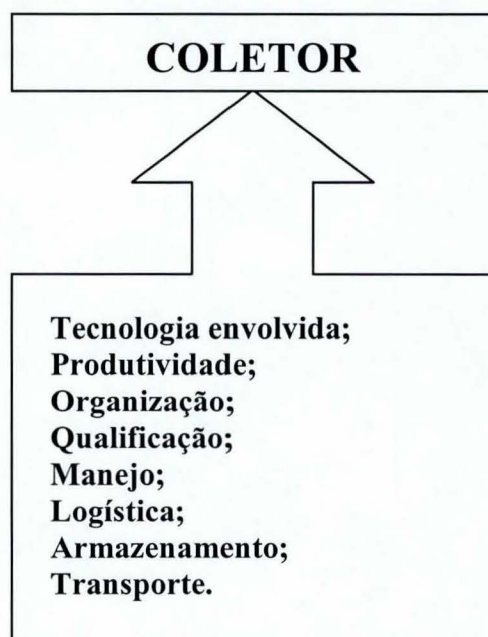 COLETOR
Tecnologia envolvida;
Produtividade;
Organização;
Qualificação;
Manejo;
Logística;
Armazenamento;
Transporte.